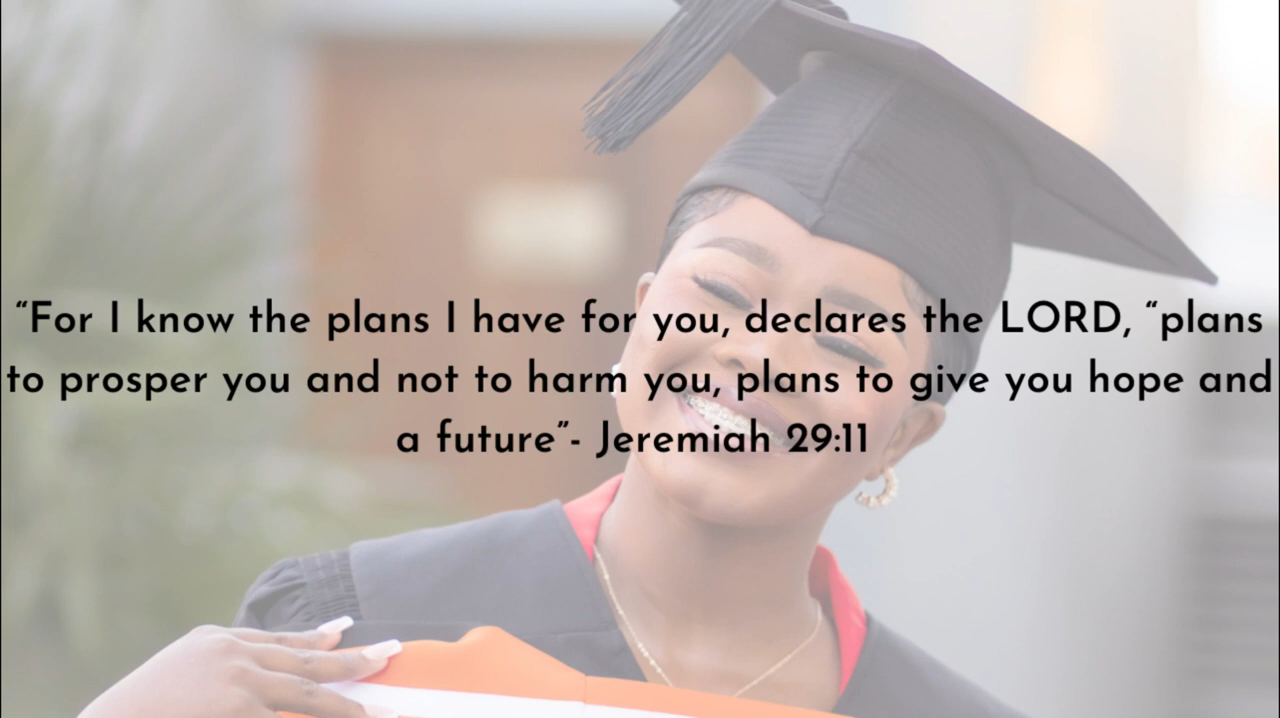 “For I know the plans I have for you, declares the LORD, “plans
to prosper you and not to harm you, plans to give you hope and
a future”- Jeremiah 29:11